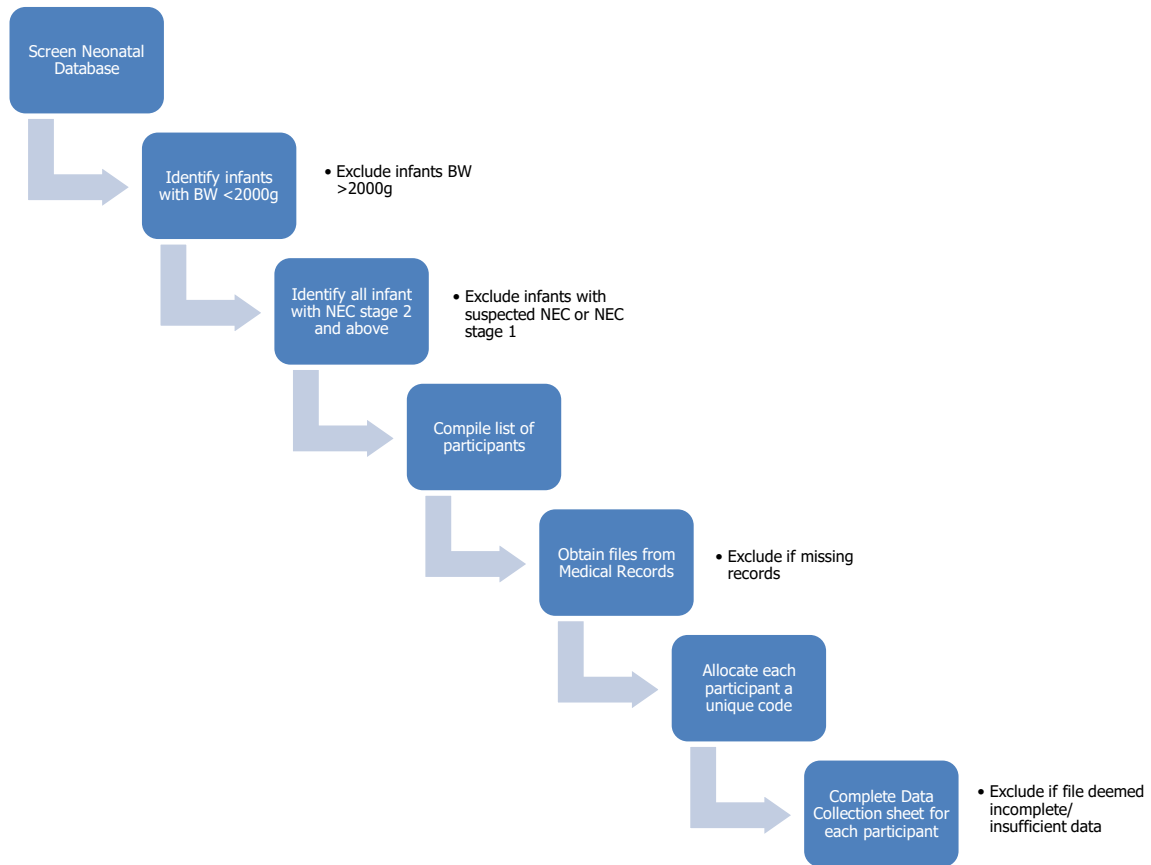 Screen Neonatal
Database
Identify infants
with BW <2000g
• Exclude infants BW
>2000g
Identify all infant
with NEC stage 2
and above
• Exclude infants with
suspected NEC or NEC
stage 1
Compile list of
participants
Obtain files from
Medical Records
• Exclude if missing
records
Allocate each
participant a
unique code
Complete Data
Collection sheet for
each participant
• Exclude if file deemed
incomplete/
insufficient data